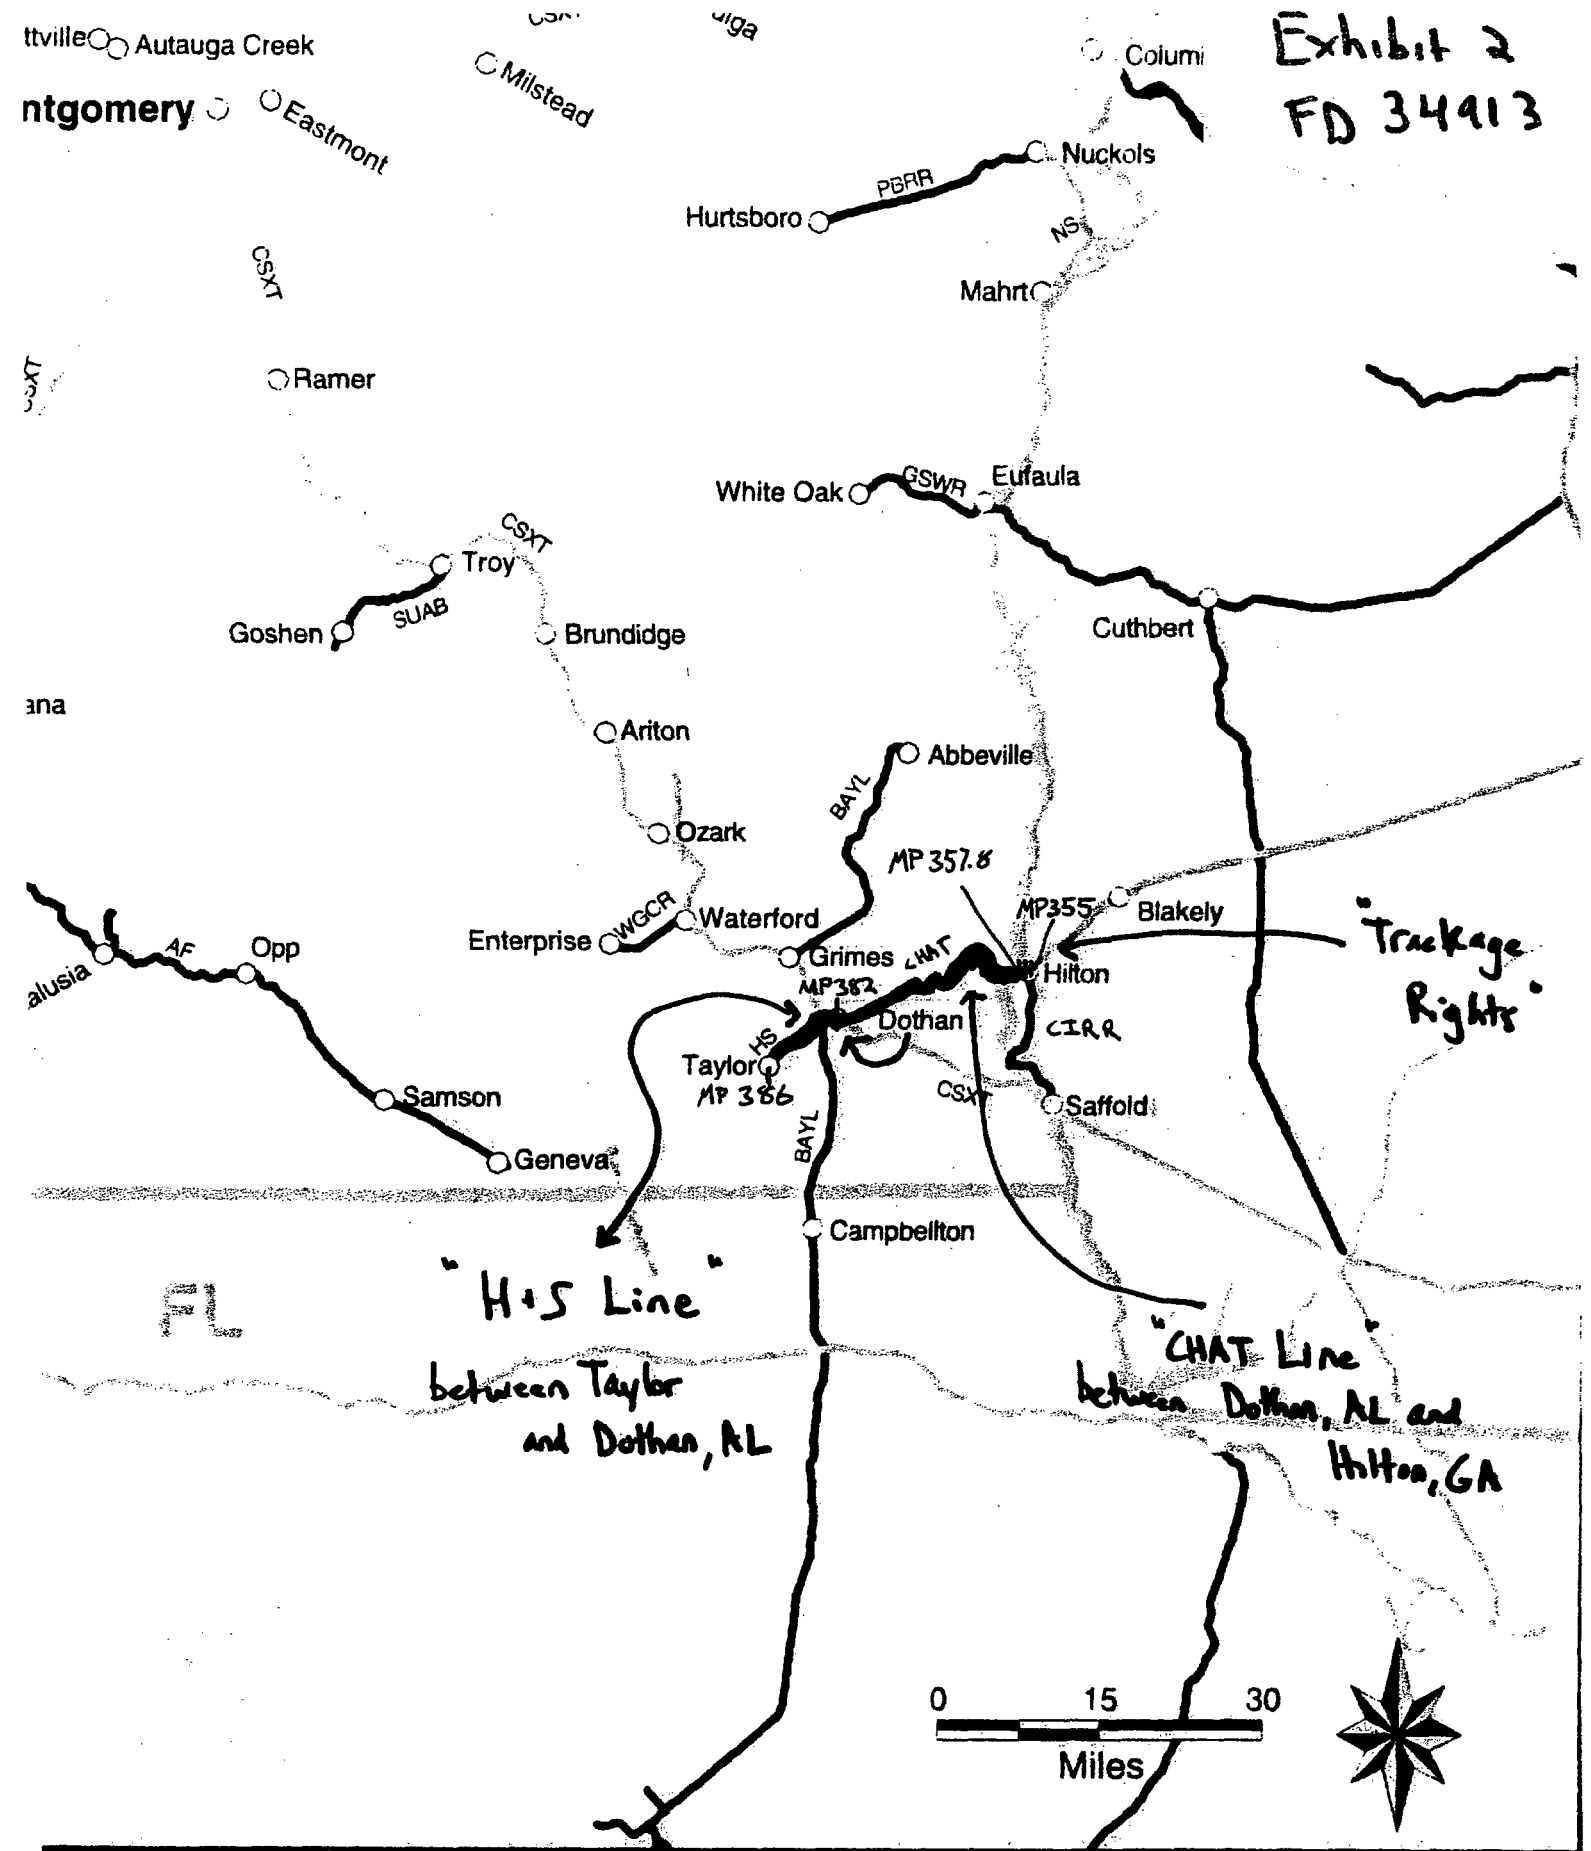 Exhibit 2
FD 34913
ttville
Autauga Creek
Milstead
Columi
ntgomery
Eastmont
Nuckols
PBRR
Hurtsboro
NS
CSXT
Mahrt
Ramer
White Oak
GSWR
Eufaula
CSXT
Troy
SUAB
Goshen
Brundidge
Cuthbert
ana
Ariton
Abbeville
BAYL
Ozark
MP 357.8
MP355
Blakely
WGCR
Waterford
Enterprise
Grimes
CHAT
Hilton
"Trackage
Rights"
AF
Opp
alusia
MP382
Dothan
CIRR
HS
Taylor
MP 386
CSXT
Saffold
Samson
BAYL
Geneva
Campbellton
FL
"H+S Line"
between Taylor
and Dothan, AL
"CHAT Line"
between Dothan, AL and
Hilton, GA
0 15 30
Miles